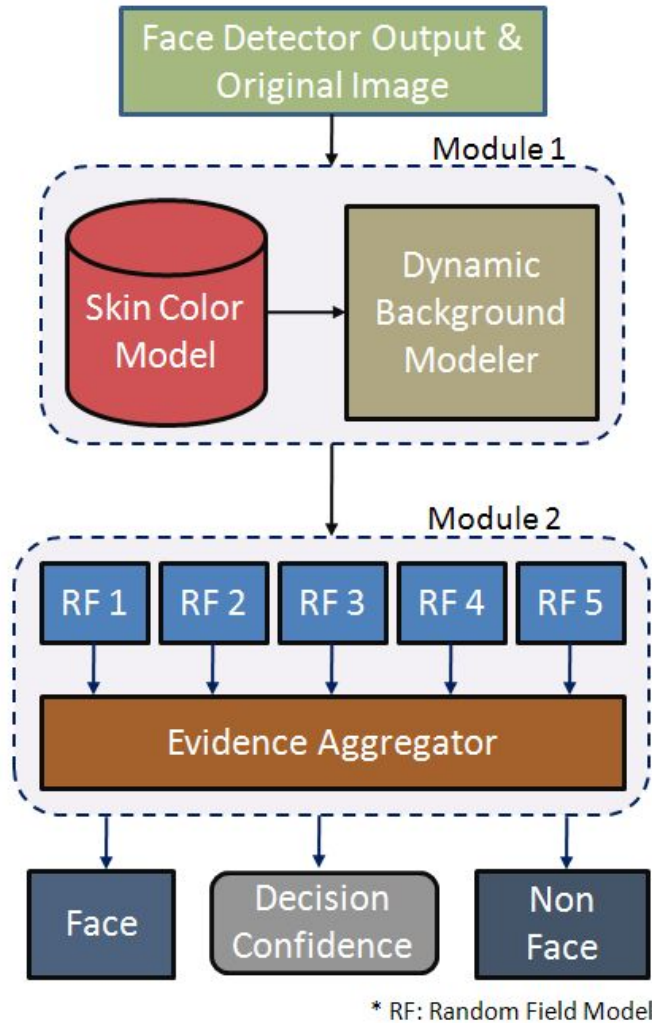 Face Detector Output &
Original Image
Module 1
Skin Color
Model
Dynamic
Background
Modeler
Module 2
RF 1
RF 2
RF 3
RF 4
RF 5
Evidence Aggregator
Face
Decision
Confidence
Non
Face
* RF: Random Field Model